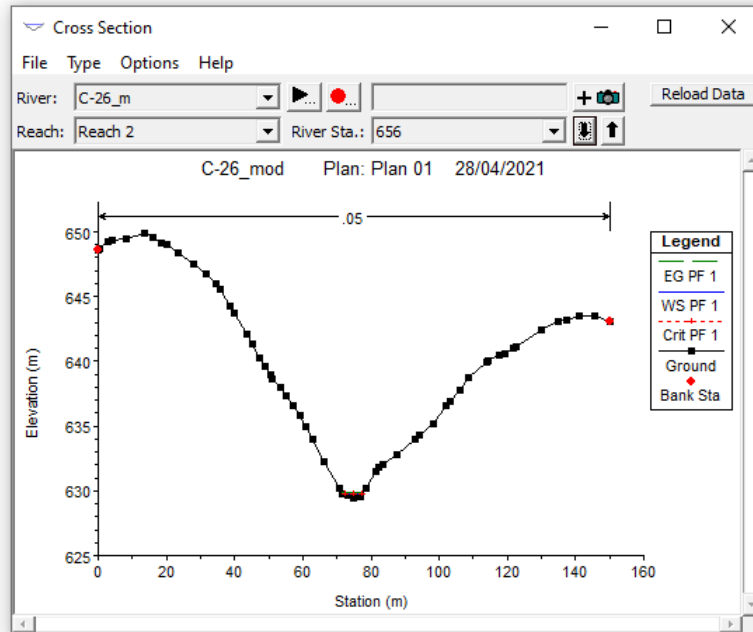 Cross Section
File Type Options Help
River: C-26_m ... ... + Reload Data
Reach: Reach 2 River Sta.: 656
C-26_mod Plan: Plan 01 28/04/2021
.05
650
645
640
635
630
625
Elevation (m)
0 20 40 60 80 100 120 140 160
Station (m)
Legend
EG PF 1
WS PF 1
Crit PF 1
Ground
Bank Sta